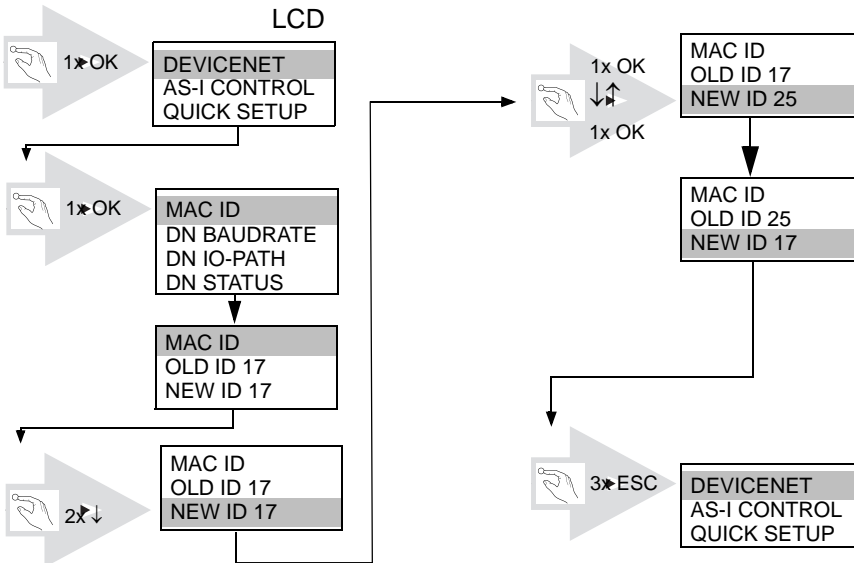 LCD
1x OK
DEVICENET
AS-I CONTROL
QUICK SETUP
1x OK
MAC ID
DN BAUDRATE
DN IO-PATH
DN STATUS
MAC ID
OLD ID 17
NEW ID 17
2x ↓
MAC ID
OLD ID 17
NEW ID 17
1x OK
↓↑
1x OK
MAC ID
OLD ID 17
NEW ID 25
MAC ID
OLD ID 25
NEW ID 17
3x ESC
DEVICENET
AS-I CONTROL
QUICK SETUP